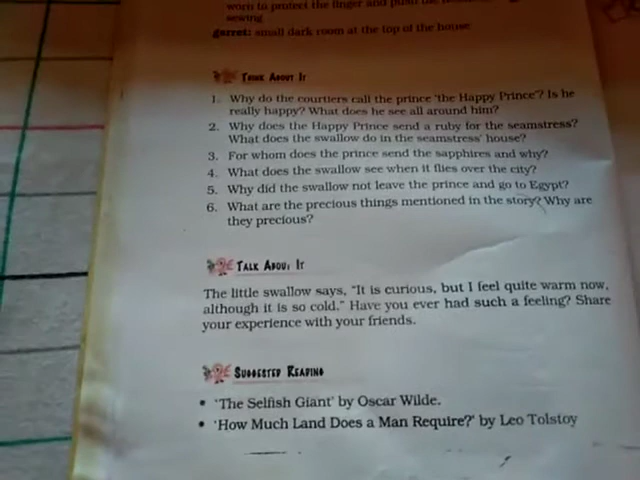 worn to protect the finger and push the
sewing
garret: small dark room at the top of the house
THINK ABOUT IT
1. Why do the courtiers call the prince 'the Happy Prince'? Is he
really happy? What does he see all around him?
2. Why does the Happy Prince send a ruby for the seamstress?
What does the swallow do in the seamstress' house?
3. For whom does the prince send the sapphires and why?
4. What does the swallow see when it flies over the city?
5. Why did the swallow not leave the prince and go to Egypt?
6. What are the precious things mentioned in the story? Why are
they precious?
TALK ABOUT IT
The little swallow says, "It is curious, but I feel quite warm now,
although it is so cold." Have you ever had such a feeling? Share
your experience with your friends.
SUGGESTED READING
• 'The Selfish Giant' by Oscar Wilde.
• 'How Much Land Does a Man Require?' by Leo Tolstoy